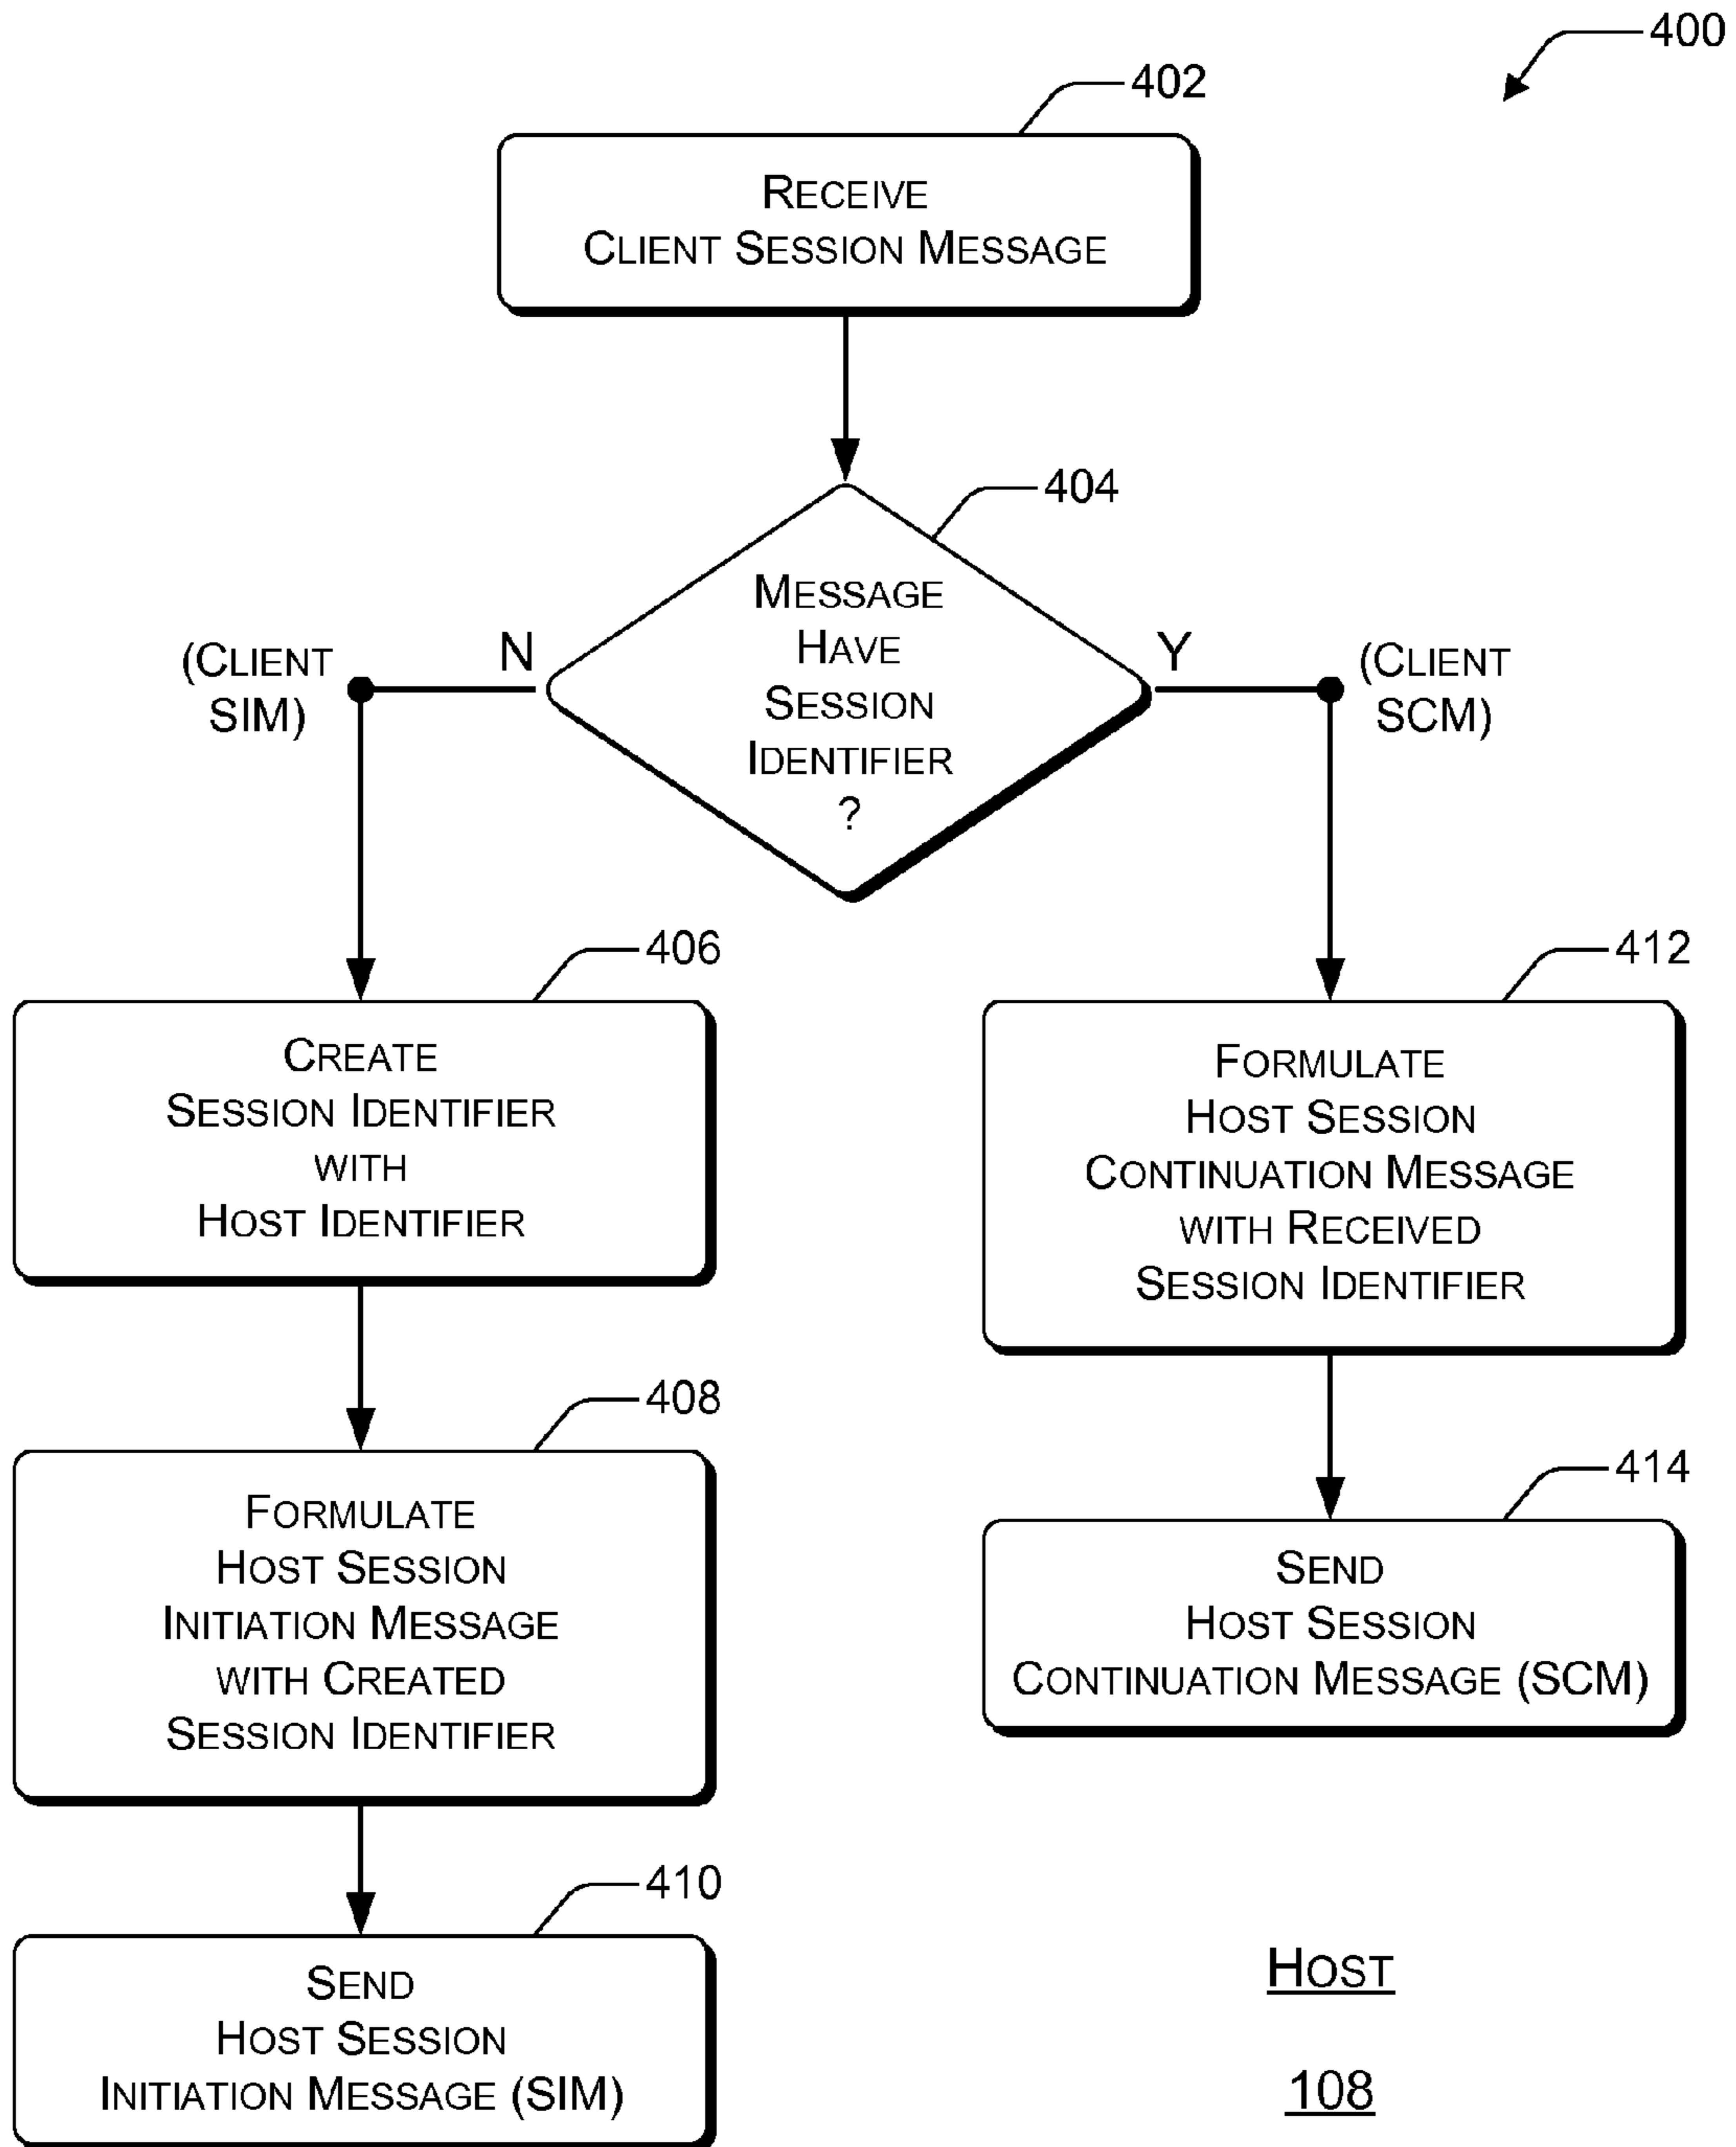 400
402
RECEIVE
CLIENT SESSION MESSAGE
404
MESSAGE
HAVE
SESSION
IDENTIFIER
?
N
(CLIENT
SIM)
Y
(CLIENT
SCM)
406
CREATE
SESSION IDENTIFIER
WITH
HOST IDENTIFIER
408
FORMULATE
HOST SESSION
INITIATION MESSAGE
WITH CREATED
SESSION IDENTIFIER
410
SEND
HOST SESSION
INITIATION MESSAGE (SIM)
412
FORMULATE
HOST SESSION
CONTINUATION MESSAGE
WITH RECEIVED
SESSION IDENTIFIER
414
SEND
HOST SESSION
CONTINUATION MESSAGE (SCM)
HOST
108